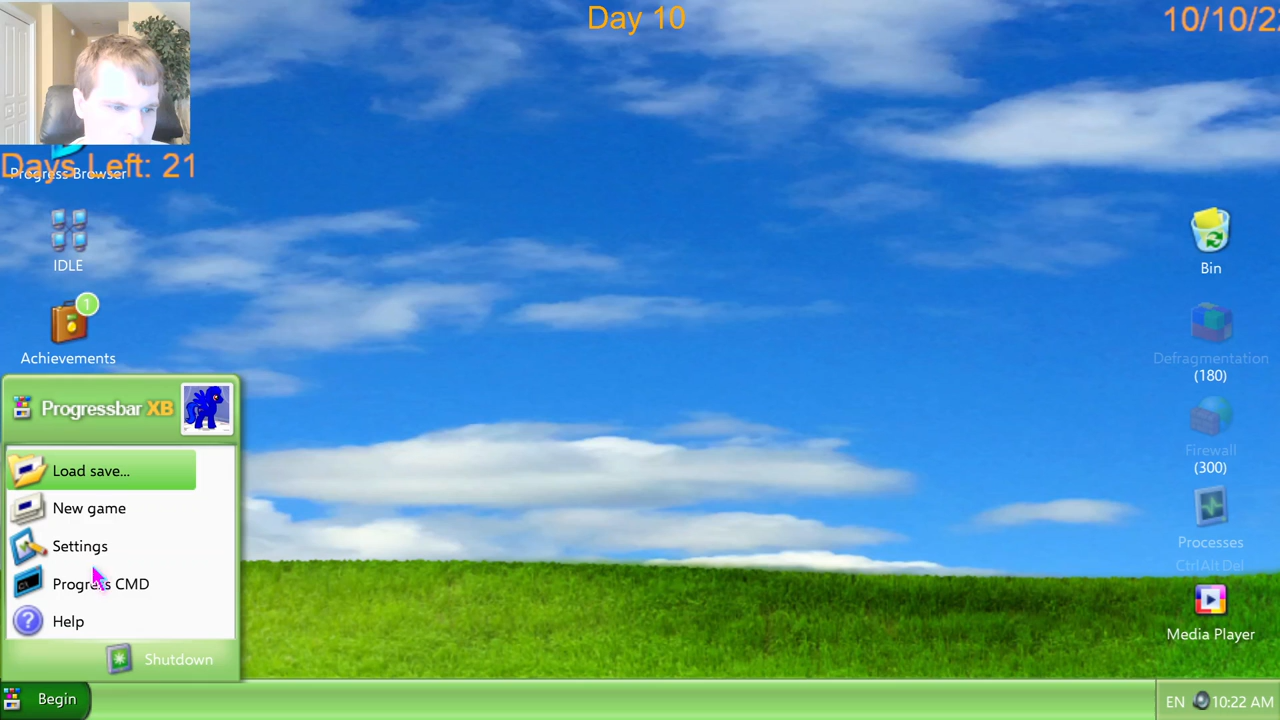 Day 10
10/10/2
Days Left: 21
Progress Browser
IDLE
1
Achievements
Progressbar XB
Load save...
New game
Settings
Progress CMD
Help
Shutdown
Begin
Bin
Defragmentation
(180)
Firewall
(300)
Processes
Ctrl Alt Del
Media Player
EN 10:22 AM